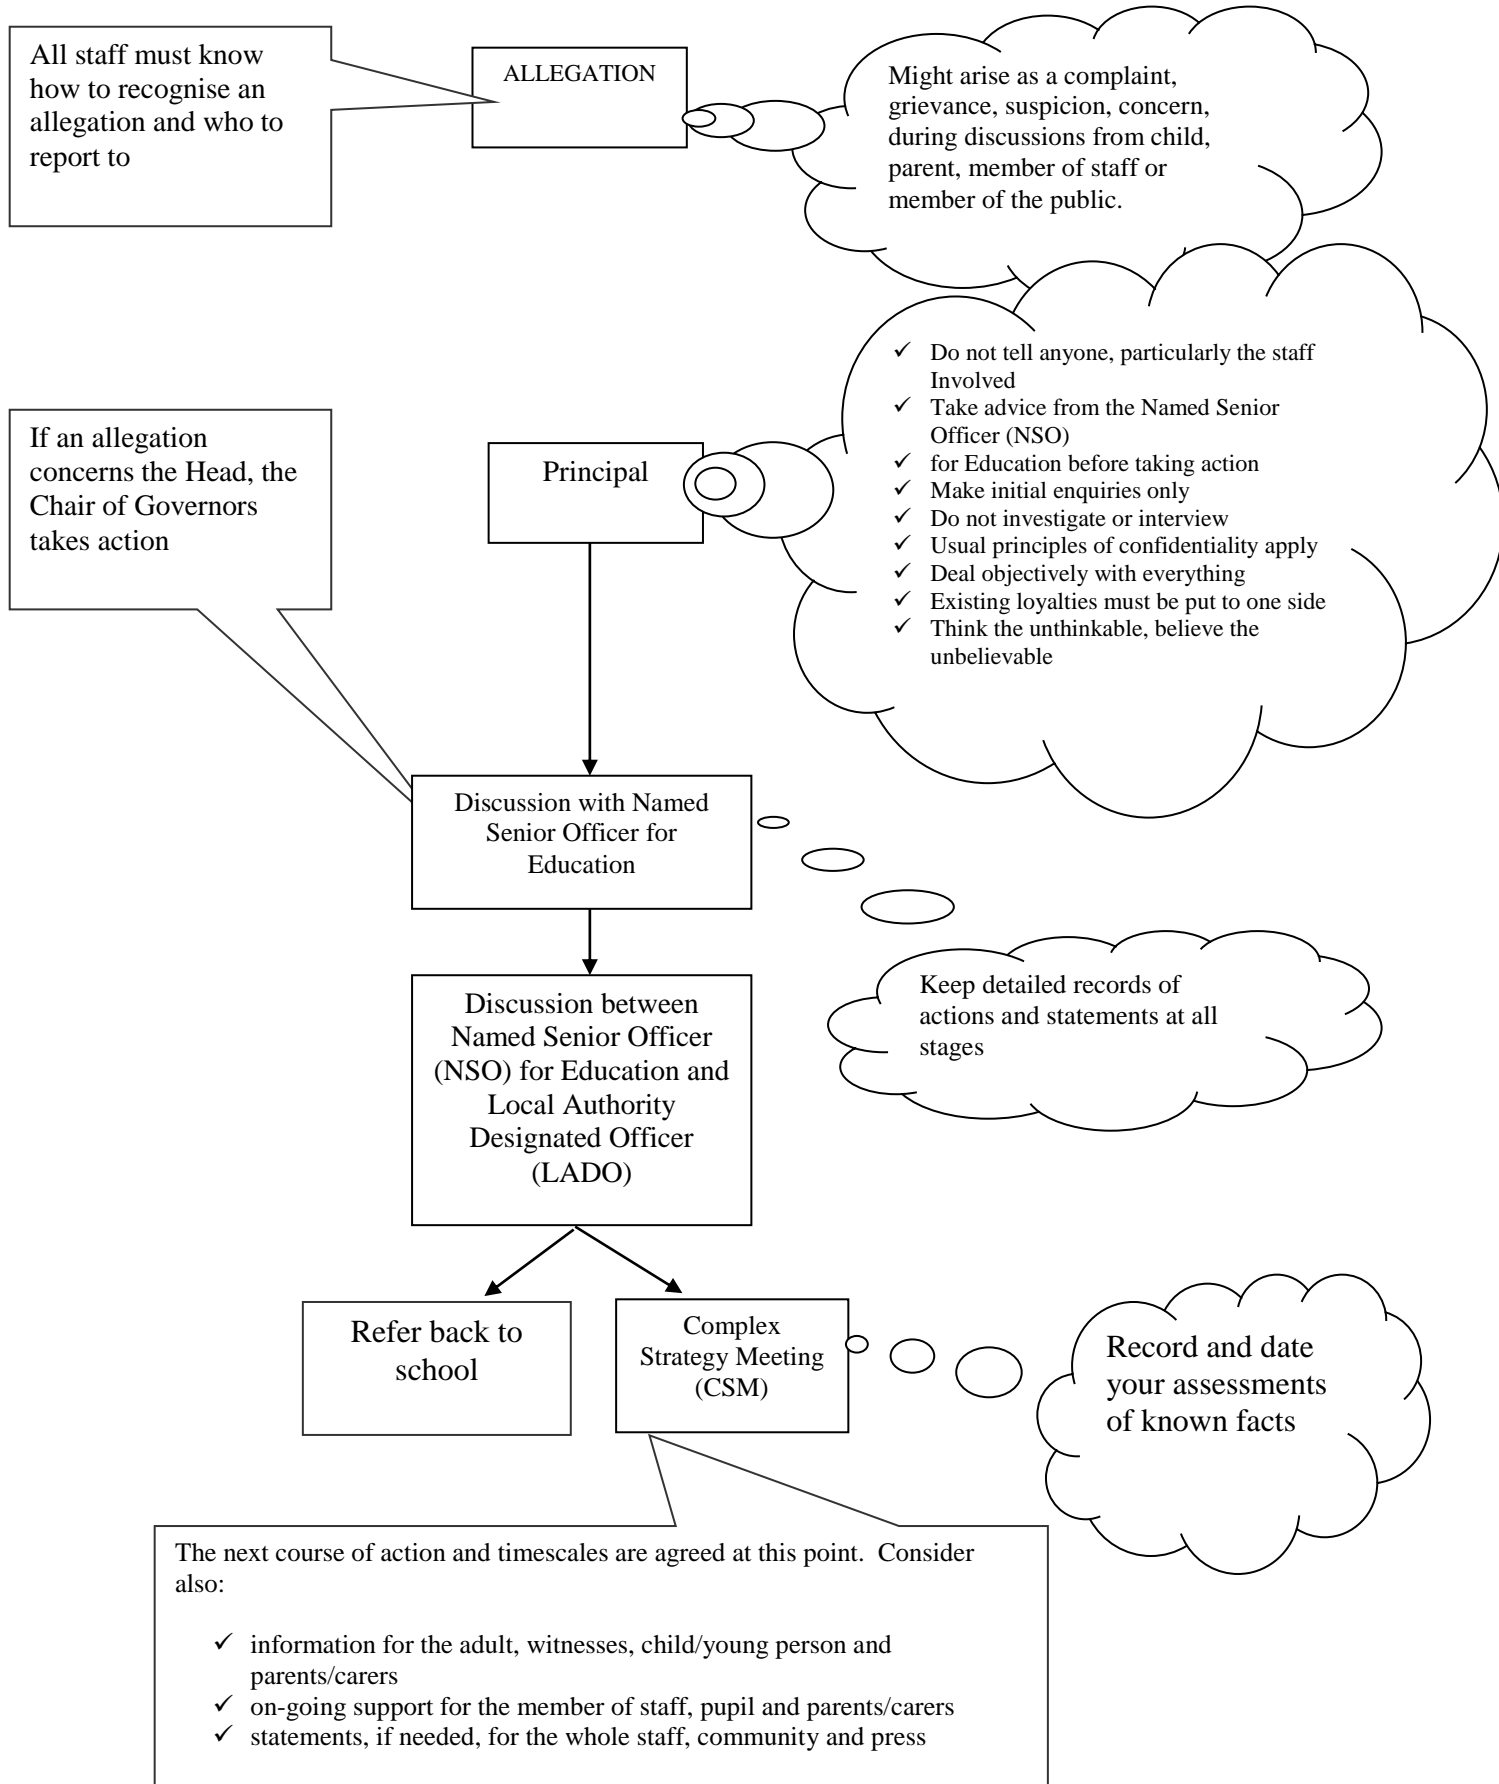 All staff must know
how to recognise an
allegation and who to
report to
ALLEGATION
Might arise as a complaint,
grievance, suspicion, concern,
during discussions from child,
parent, member of staff or
member of the public.
If an allegation
concerns the Head, the
Chair of Governors
takes action
Principal
✓ Do not tell anyone, particularly the staff
Involved
✓ Take advice from the Named Senior
Officer (NSO)
✓ for Education before taking action
✓ Make initial enquiries only
✓ Do not investigate or interview
✓ Usual principles of confidentiality apply
✓ Deal objectively with everything
✓ Existing loyalties must be put to one side
✓ Think the unthinkable, believe the
unbelievable
Discussion with Named
Senior Officer for
Education
Keep detailed records of
actions and statements at all
stages
Discussion between
Named Senior Officer
(NSO) for Education and
Local Authority
Designated Officer
(LADO)
Refer back to
school
Complex
Strategy Meeting
(CSM)
Record and date
your assessments
of known facts
The next course of action and timescales are agreed at this point.  Consider
also:
✓ information for the adult, witnesses, child/young person and
parents/carers
✓ on-going support for the member of staff, pupil and parents/carers
✓ statements, if needed, for the whole staff, community and press